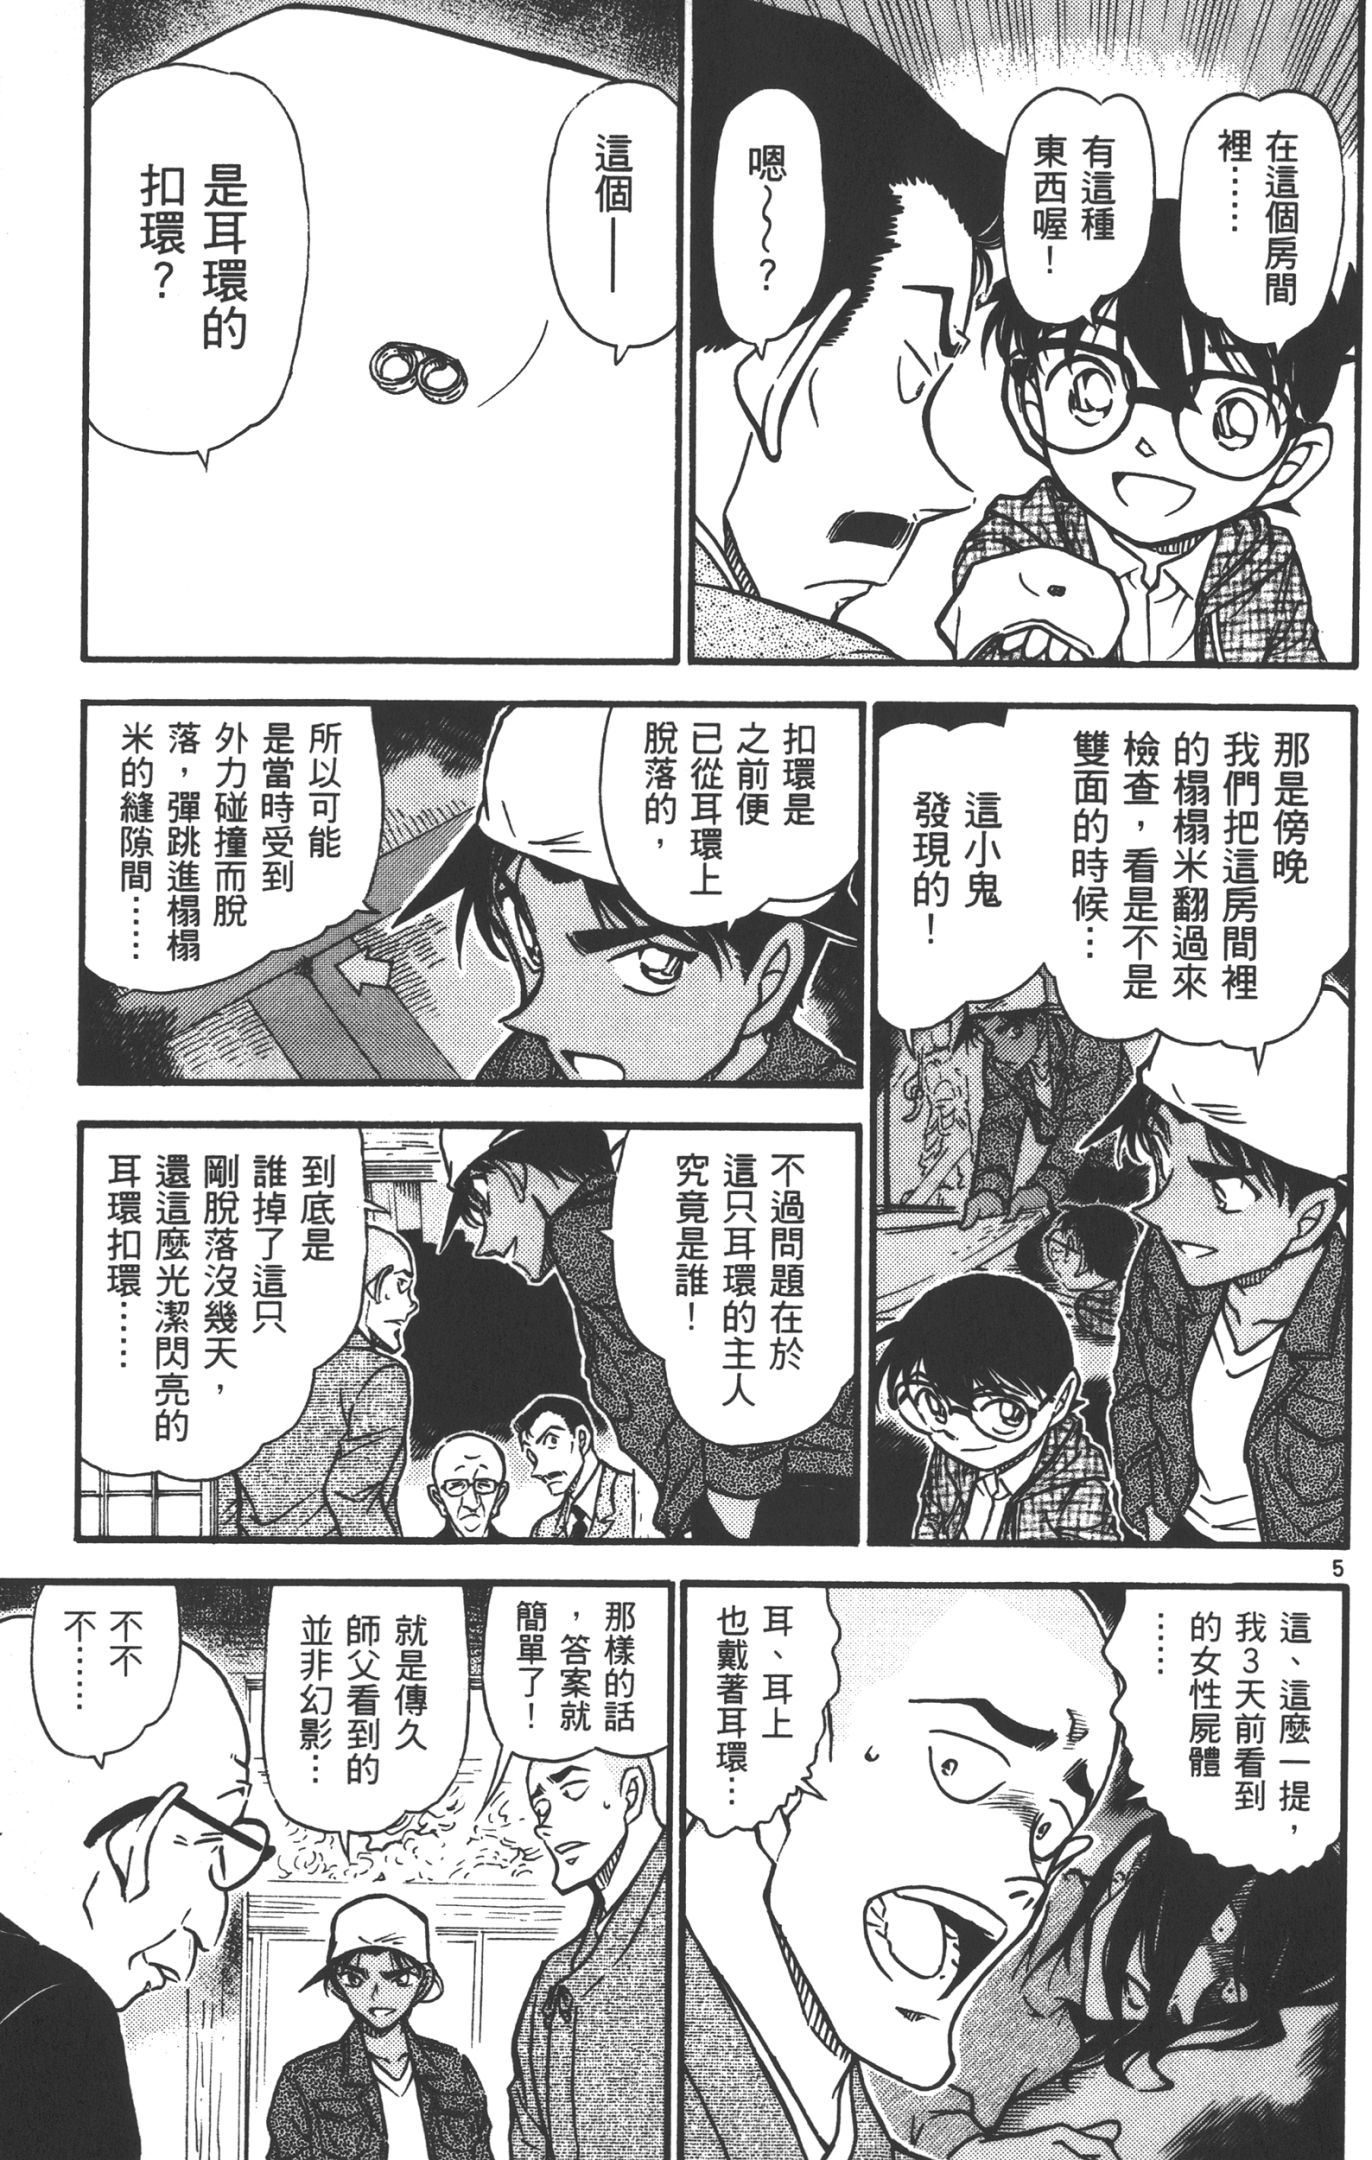 在這個房間
裡……
有這種
東西喔！
嗯～～？
這個——
是耳環的
扣環？
那是傍晚
我們把這房間裡
的榻榻米翻過來
檢查，看是不是
雙面的時候…
這小鬼
發現的！
扣環是
之前便
已從耳環上
脫落的，
所以可能
是當時受到
外力碰撞而脫
落，彈跳進榻榻
米的縫隙間……
不過問題在於
這只耳環的主人
究竟是誰！
到底是
誰掉了這只
剛脫落沒幾天，
還這麼光潔閃亮的
耳環扣環……
5
這、這麼一提，
我3天前看到
的女性屍體
……
耳、耳上
也戴著耳環…
那樣的話
，答案就
簡單了！
就是傳久
師父看到的
並非幻影…
不不
不……